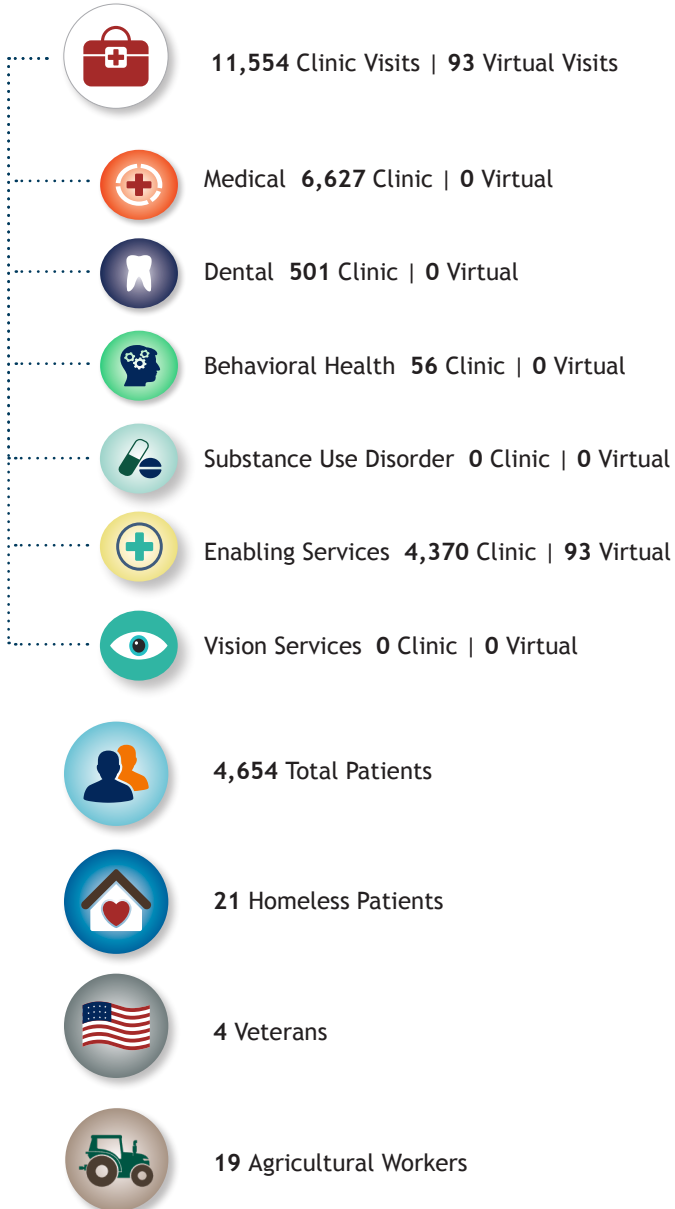 11,554 Clinic Visits | 93 Virtual Visits
Medical 6,627 Clinic | 0 Virtual
Dental 501 Clinic | 0 Virtual
Behavioral Health 56 Clinic | 0 Virtual
Substance Use Disorder 0 Clinic | 0 Virtual
Enabling Services 4,370 Clinic | 93 Virtual
Vision Services 0 Clinic | 0 Virtual
4,654 Total Patients
21 Homeless Patients
4 Veterans
19 Agricultural Workers